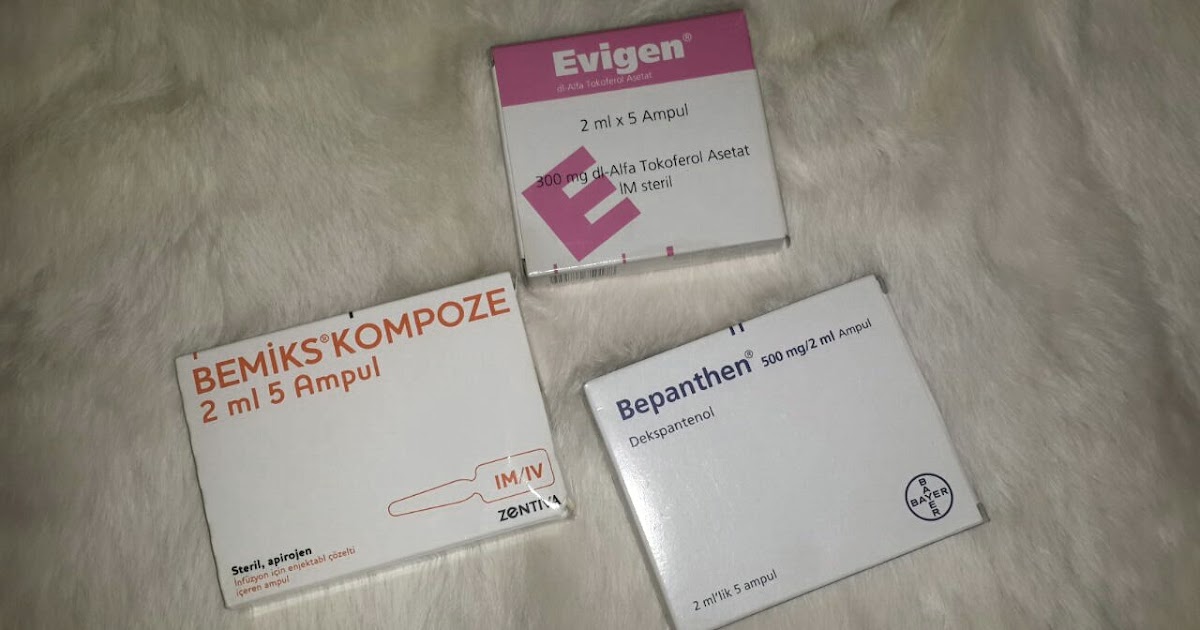 Evigen®
dl-Alfa Tokoferol Asetat
2 ml x 5 Ampul
300 mg dl-Alfa Tokoferol Asetat
IM steril
E
BEMİKS® KOMPOZE
2 ml 5 Ampul
IM/IV
ZENTIVA
Steril, apirojen
İnfüzyon için enjektabl çözelti
içeren ampul
Bepanthen® 500 mg/2 ml Ampul
Dekspantenol
BAYER
BAYER
2 ml'lik 5 ampul